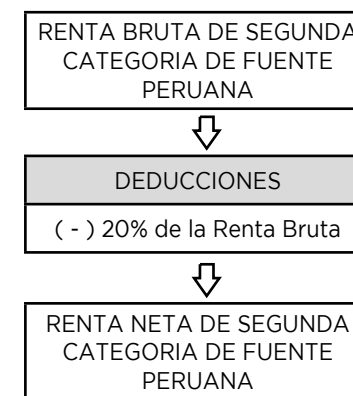 RENTA BRUTA DE SEGUNDA
CATEGORIA DE FUENTE
PERUANA
DEDUCCIONES
( - ) 20% de la Renta Bruta
RENTA NETA DE SEGUNDA
CATEGORIA DE FUENTE
PERUANA